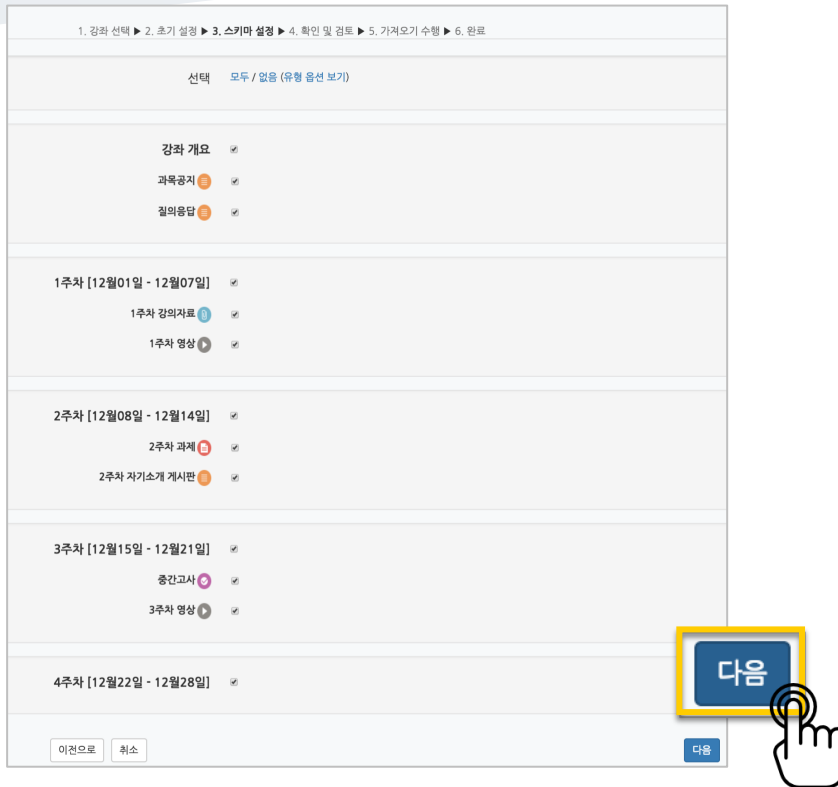 1. 강좌 선택 ▶ 2. 초기 설정 ▶ 3. 스키마 설정 ▶ 4. 확인 및 검토 ▶ 5. 가져오기 수행 ▶ 6. 완료
선택 모두 / 없음 (유형 옵션 보기)
강좌 개요
과목공지
질의응답
1주차 [12월01일 - 12월07일]
1주차 강의자료
1주차 영상
2주차 [12월08일 - 12월14일]
2주차 과제
2주차 자기소개 게시판
3주차 [12월15일 - 12월21일]
중간고사
3주차 영상
4주차 [12월22일 - 12월28일]
다음
이전으로 취소 다음